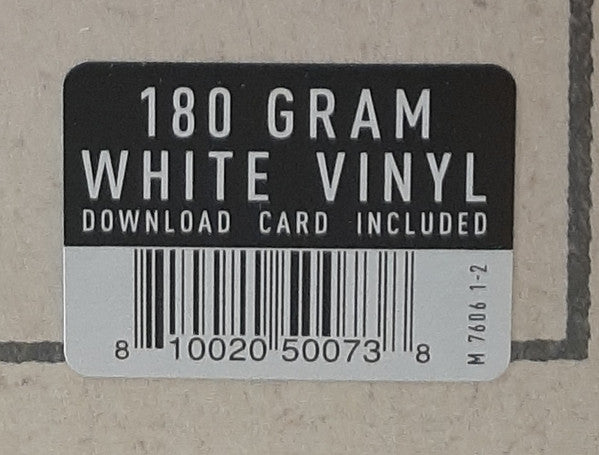 180 GRAM
WHITE VINYL
DOWNLOAD CARD INCLUDED
8 10020 50073 8
M 7606 1-2